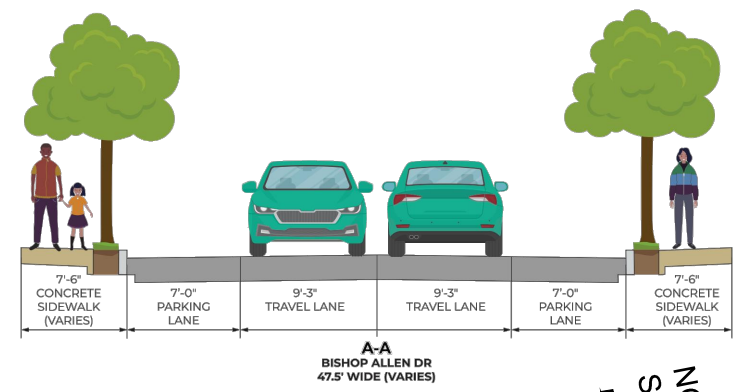 7'-6"
CONCRETE
SIDEWALK
(VARIES)
7'-0"
PARKING
LANE
9'-3"
TRAVEL LANE
9'-3"
TRAVEL LANE
7'-0"
PARKING
LANE
7'-6"
CONCRETE
SIDEWALK
(VARIES)
A-A
BISHOP ALLEN DR
47.5' WIDE (VARIES)